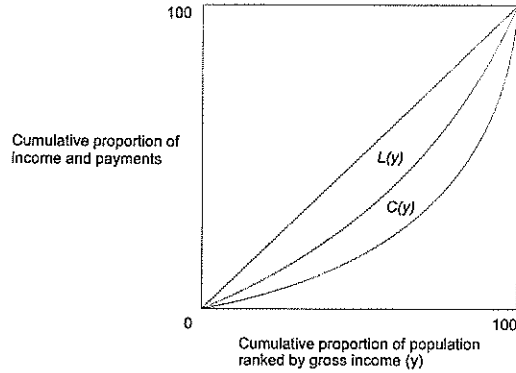 100
Cumulative proportion of
income and payments
L(y)
C(y)
0
100
Cumulative proportion of population
ranked by gross income (y)